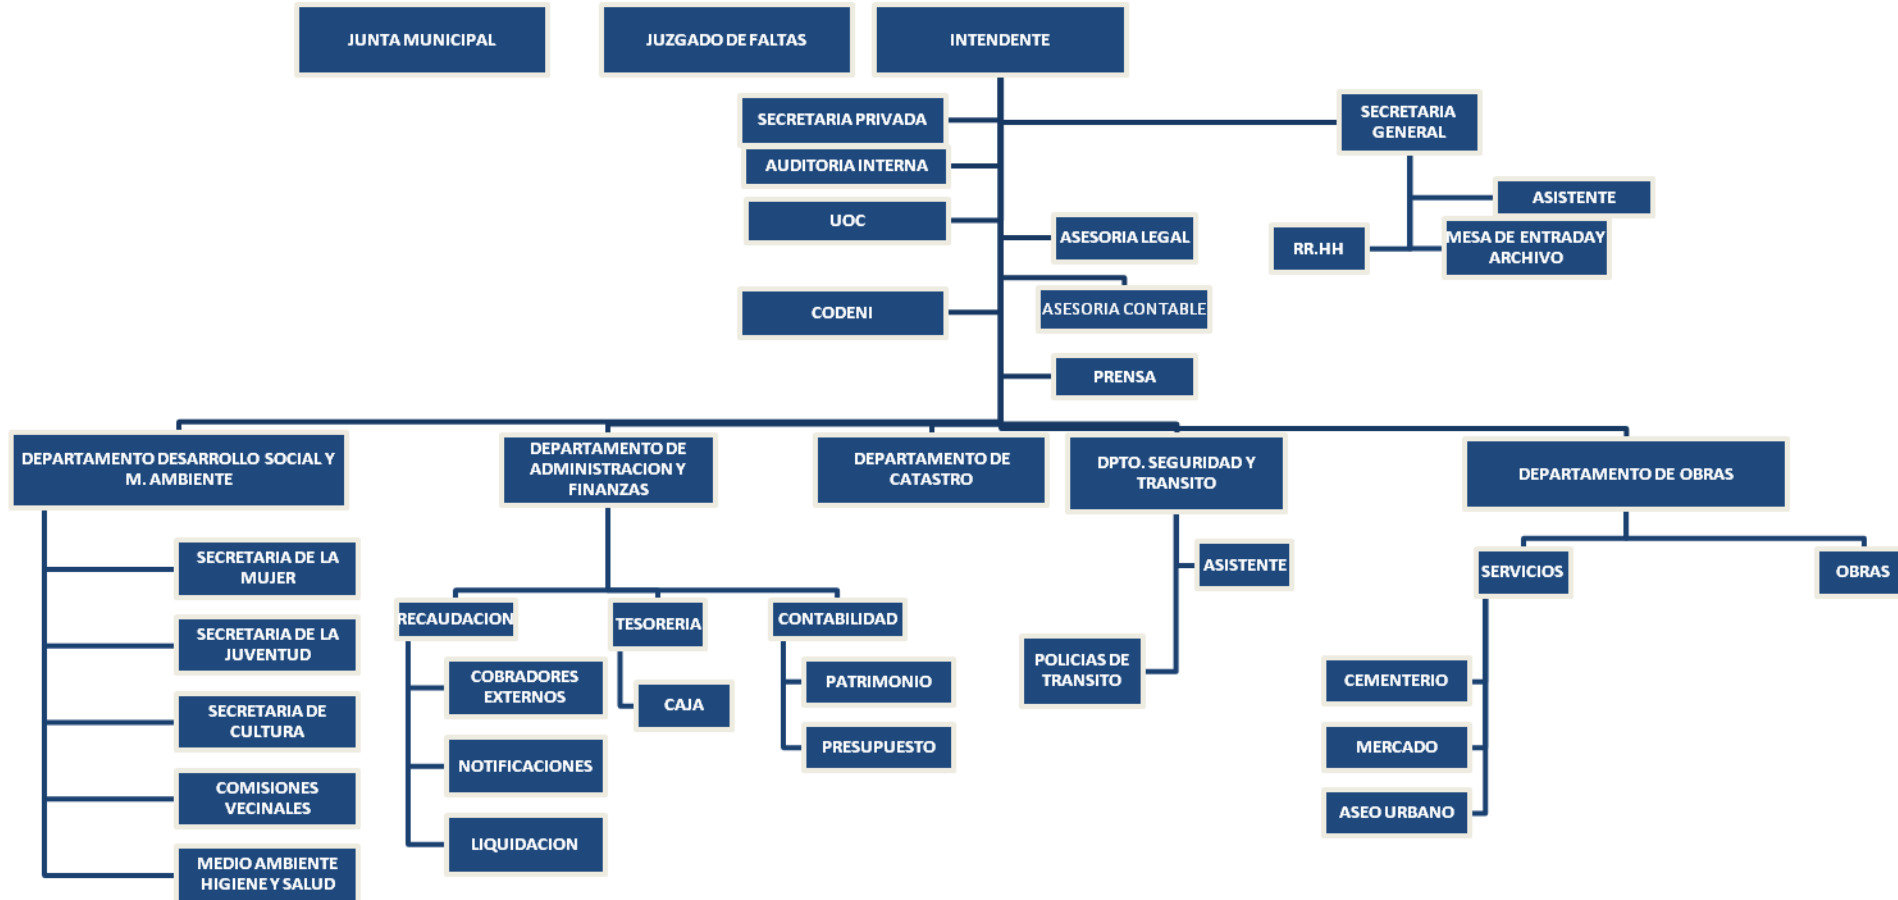 JUNTA MUNICIPAL
JUZGADO DE FALTAS
INTENDENTE
SECRETARIA PRIVADA
SECRETARIA
GENERAL
AUDITORIA INTERNA
ASISTENTE
UOC
ASESORIA LEGAL
RR.HH
MESA DE ENTRADA Y
ARCHIVO
CODENI
ASESORIA CONTABLE
PRENSA
DEPARTAMENTO DESARROLLO SOCIAL Y
M. AMBIENTE
DEPARTAMENTO DE
ADMINISTRACION Y
FINANZAS
DEPARTAMENTO DE
CATASTRO
DPTO. SEGURIDAD Y
TRANSITO
DEPARTAMENTO DE OBRAS
SECRETARIA DE LA
MUJER
SECRETARIA DE LA
JUVENTUD
SECRETARIA DE
CULTURA
COMISIONES
VECINALES
MEDIO AMBIENTE
HIGIENE Y SALUD
RECAUDACION
COBRADORES
EXTERNOS
NOTIFICACIONES
LIQUIDACION
TESORERIA
CAJA
CONTABILIDAD
PATRIMONIO
PRESUPUESTO
ASISTENTE
POLICIAS DE
TRANSITO
SERVICIOS
CEMENTERIO
MERCADO
ASEO URBANO
OBRAS